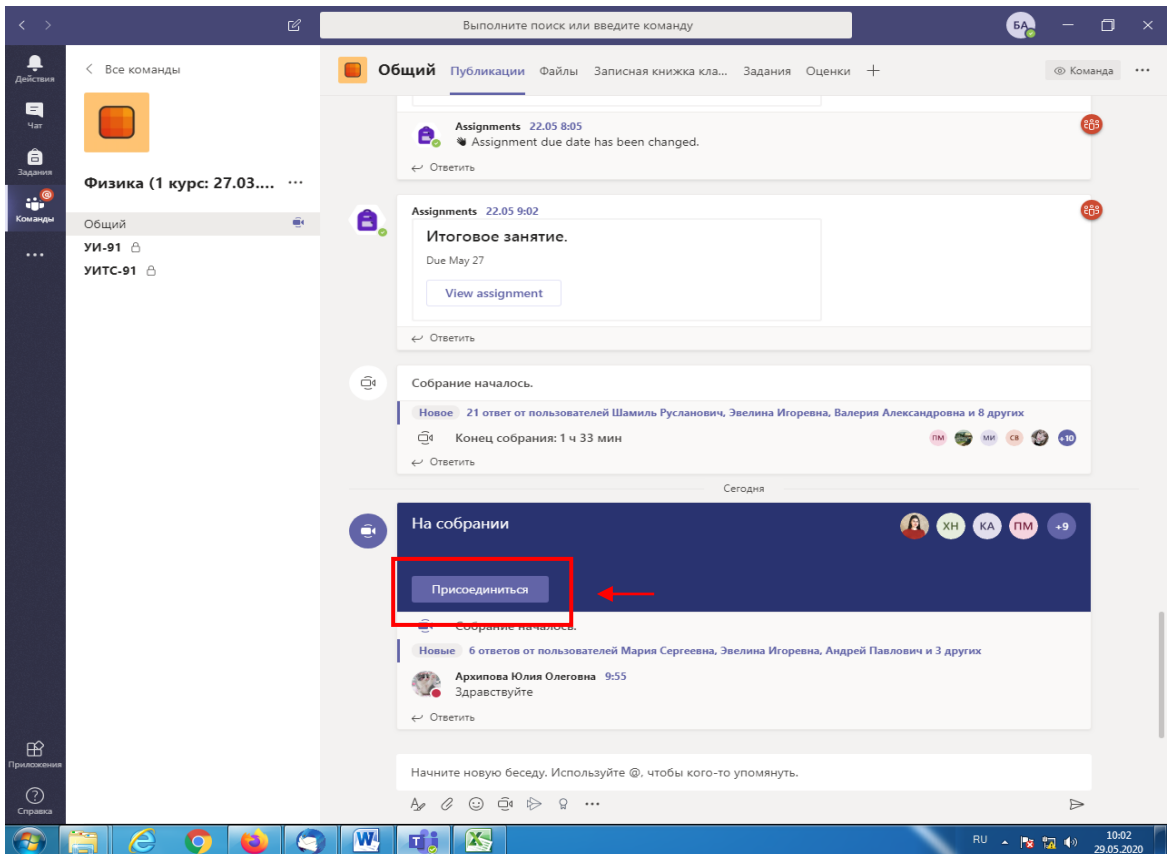 Выполните поиск или введите команду
БА
Действия
Чат
Задания
Команды
Приложения
Справка
Все команды
Физика (1 курс: 27.03.... ...
Общий
УИ-91
УИТС-91
Общий Публикации Файлы Записная книжка кла... Задания Оценки +
Команда ...
Assignments 22.05 8:05
Assignment due date has been changed.
Ответить
Assignments 22.05 9:02
Итоговое занятие.
Due May 27
View assignment
Ответить
Собрание началось.
Новое 21 ответ от пользователей Шамиль Русланович, Эвелина Игоревна, Валерия Александровна и 8 других
Конец собрания: 1 ч 33 мин
ПМ МИ СВ +10
Ответить
Сегодня
На собрании
ХН КА ПМ +9
Присоединиться
Собрание началось.
Новые 6 ответов от пользователей Мария Сергеевна, Эвелина Игоревна, Андрей Павлович и 3 других
Архипова Юлия Олеговна 9:55
Здравствуйте
Ответить
Начните новую беседу. Используйте @, чтобы кого-то упомянуть.
RU
10:02
29.05.2020